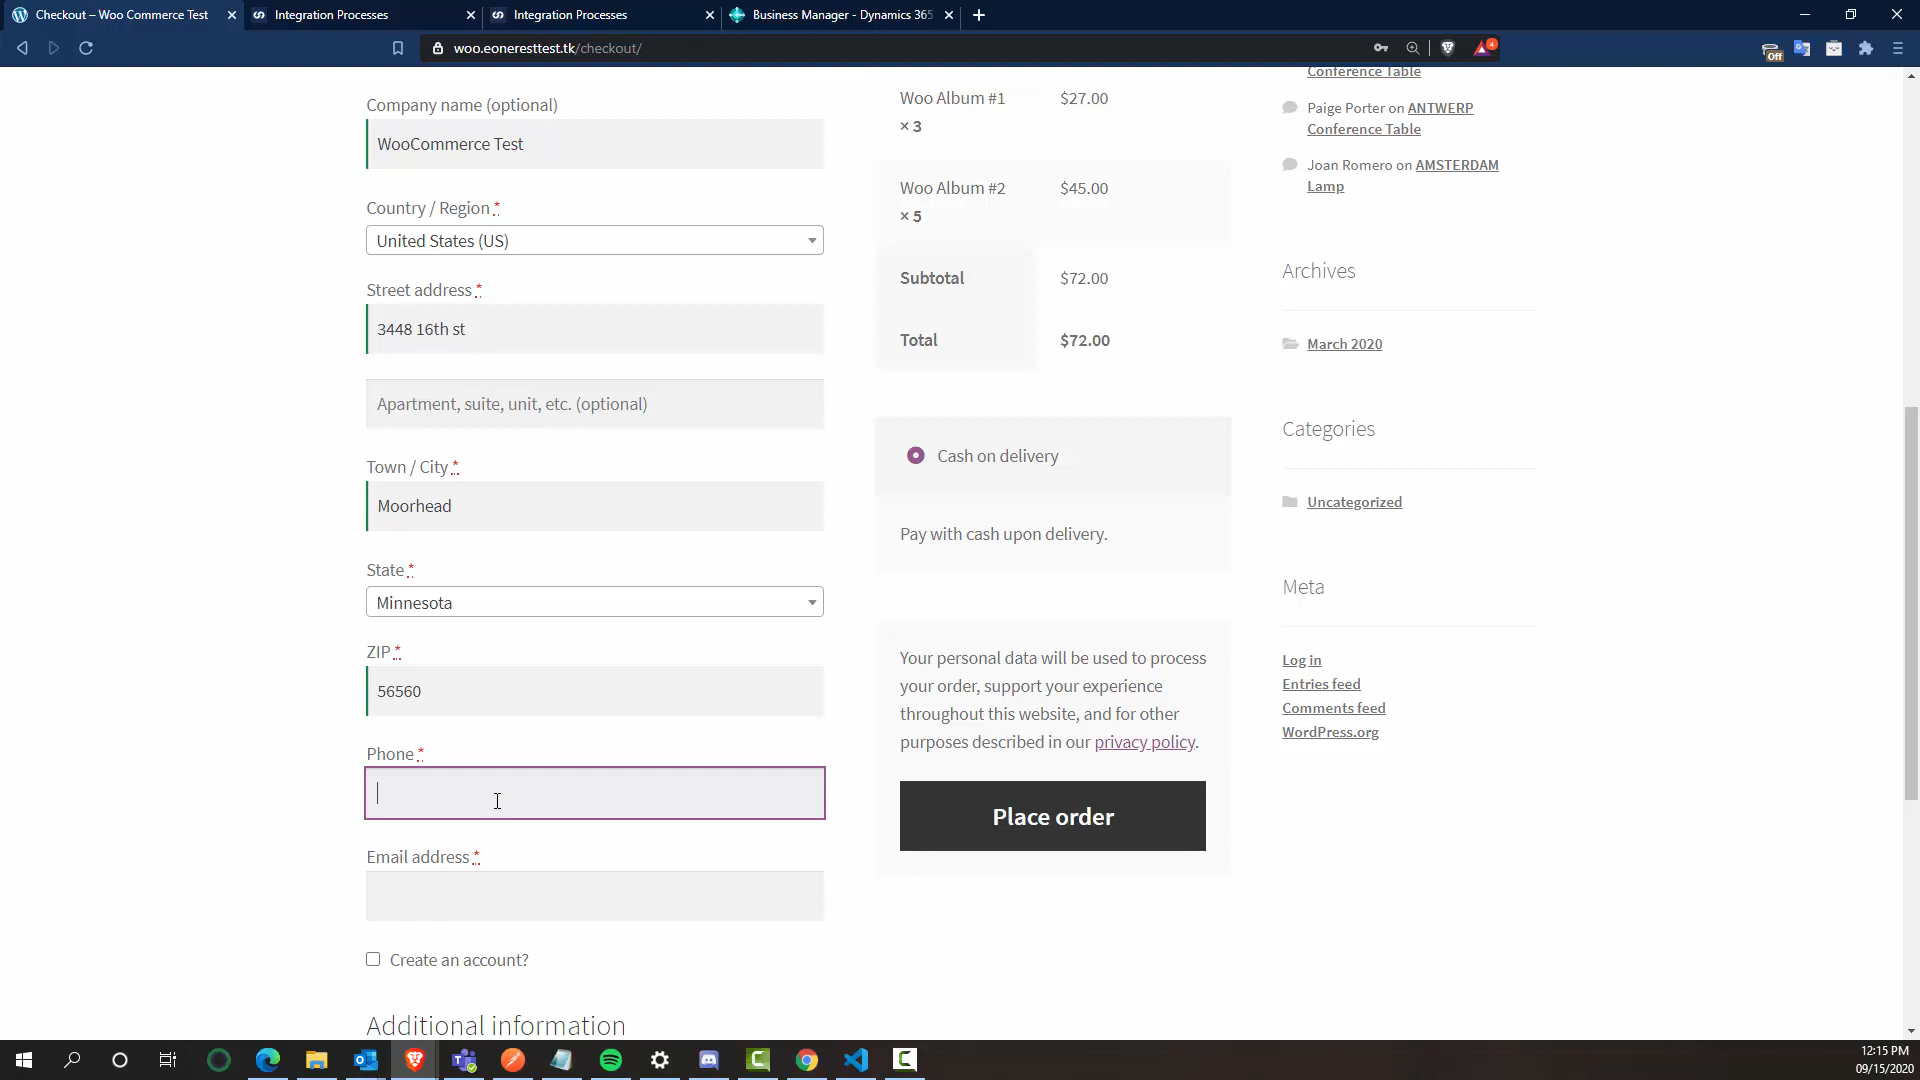 Checkout – Woo Commerce Test
Integration Processes
Integration Processes
Business Manager - Dynamics 365
woo.eoneresttest.tk/checkout/
4
Off
Company name (optional)
WooCommerce Test
Country / Region *
United States (US)
Street address *
3448 16th st
Apartment, suite, unit, etc. (optional)
Town / City *
Moorhead
State *
Minnesota
ZIP *
56560
Phone *
Email address *
Create an account?
Additional information
Woo Album #1
× 3
$27.00
Woo Album #2
× 5
$45.00
Subtotal
$72.00
Total
$72.00
Cash on delivery
Pay with cash upon delivery.
Your personal data will be used to process
your order, support your experience
throughout this website, and for other
purposes described in our privacy policy.
Place order
Conference Table
Paige Porter on ANTWERP
Conference Table
Joan Romero on AMSTERDAM
Lamp
Archives
March 2020
Categories
Uncategorized
Meta
Log in
Entries feed
Comments feed
WordPress.org
12:15 PM
09/15/2020